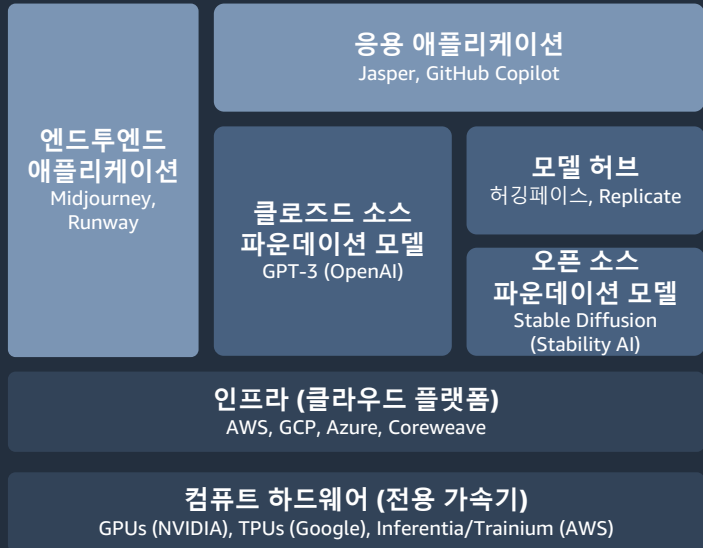 엔드투엔드
애플리케이션
Midjourney,
Runway
응용 애플리케이션
Jasper, GitHub Copilot
클로즈드 소스
파운데이션 모델
GPT-3 (OpenAI)
모델 허브
허깅페이스, Replicate
오픈 소스
파운데이션 모델
Stable Diffusion
(Stability AI)
인프라 (클라우드 플랫폼)
AWS, GCP, Azure, Coreweave
컴퓨트 하드웨어 (전용 가속기)
GPUs (NVIDIA), TPUs (Google), Inferentia/Trainium (AWS)